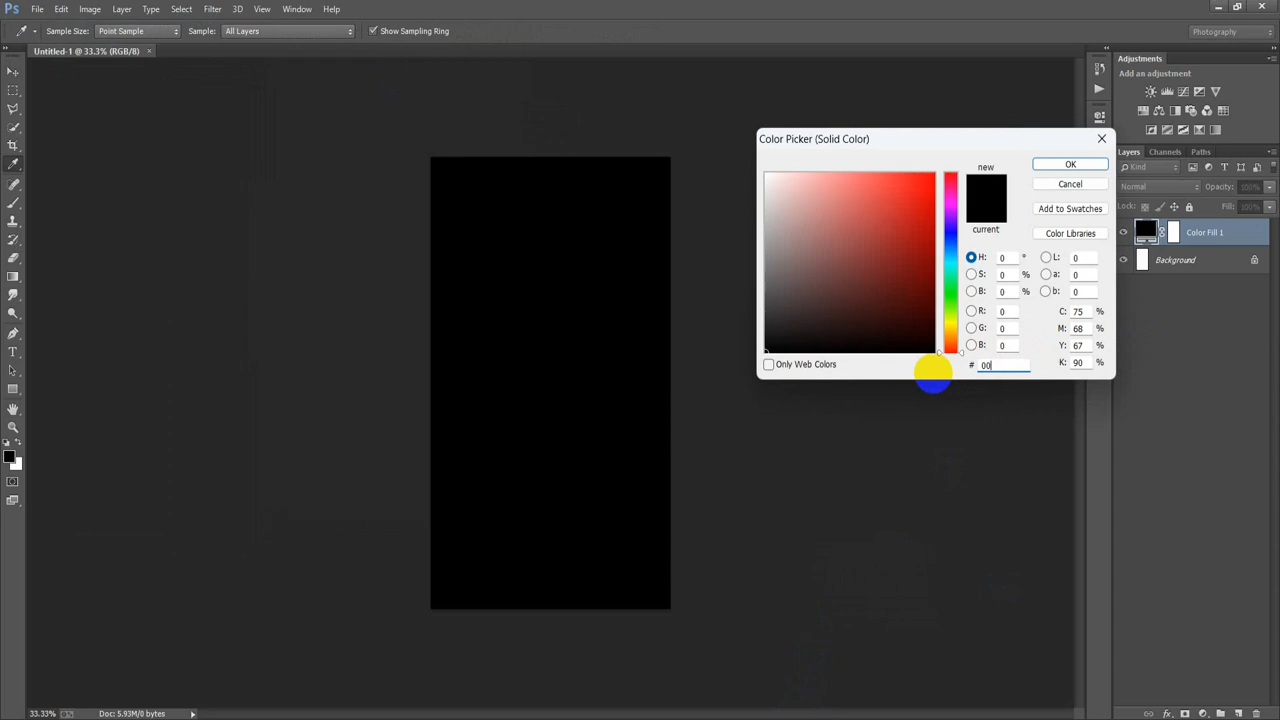 Ps File Edit Image Layer Type Select Filter 3D View Window Help
Sample Size: Point Sample Sample: All Layers Show Sampling Ring Photography
Untitled-1 @ 33.3% (RGB/8) ×
Adjustments
Add an adjustment
Color Picker (Solid Color)
new
current
OK
Cancel
Add to Swatches
Color Libraries
H: 0 ° L: 0
S: 0 % a: 0
B: 0 % b: 0
R: 0 C: 75 %
G: 0 M: 68 %
B: 0 Y: 67 %
# 00 K: 90 %
Only Web Colors
Layers Channels Paths
Kind
Normal Opacity: 100%
Lock: Fill: 100%
Color Fill 1
Background
33.33% Doc: 5.93M/0 bytes